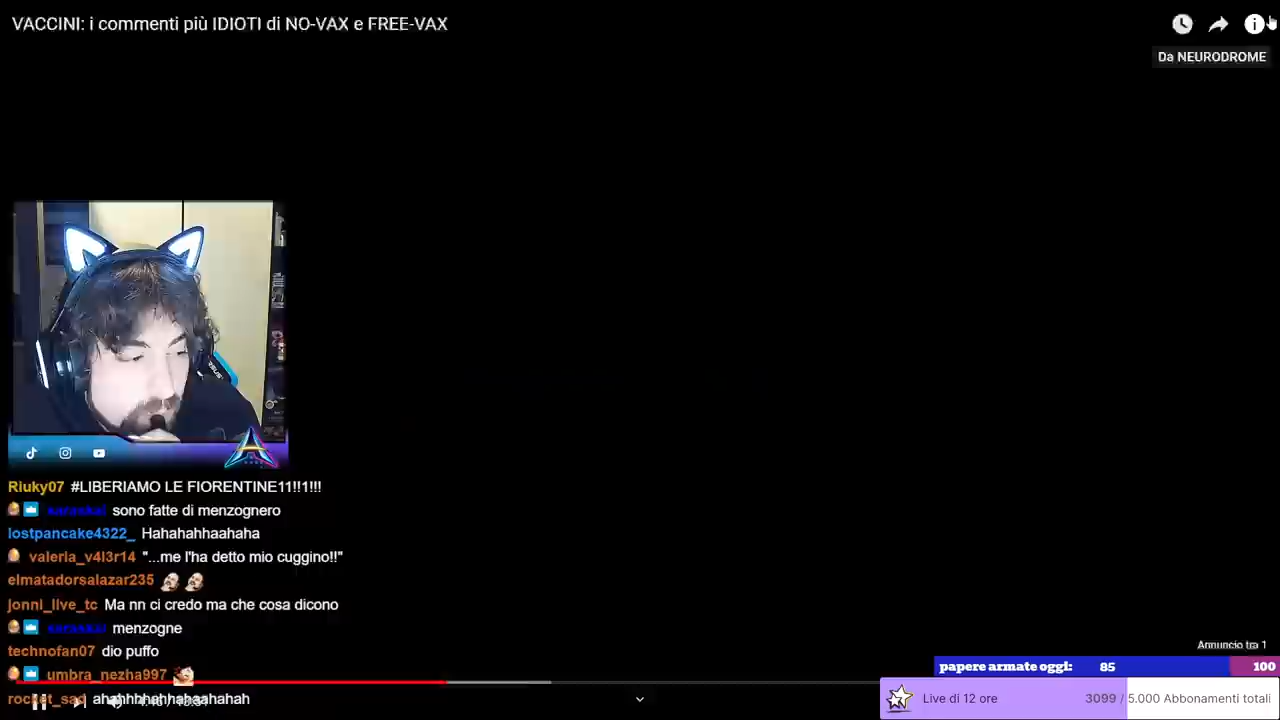 VACCINI: i commenti più IDIOTI di NO-VAX e FREE-VAX
Da NEURODROME
Riuky07 #LIBERIAMO LE FIORENTINE11!!1!!!
sono fatte di menzognero
lostpancake4322_ Hahahahhaahaha
valeria_v4l3r14 "...me l'ha detto mio cuggino!!"
elmatadorsalazar235
jonni_live_tc Ma nn ci credo ma che cosa dicono
menzogne
technofan07 dio puffo
umbra_nezha997
rocket_sad
Annuncio tra 1
papere armate oggi: 85 100
Live di 12 ore 3099 / 5.000 Abbonamenti totali